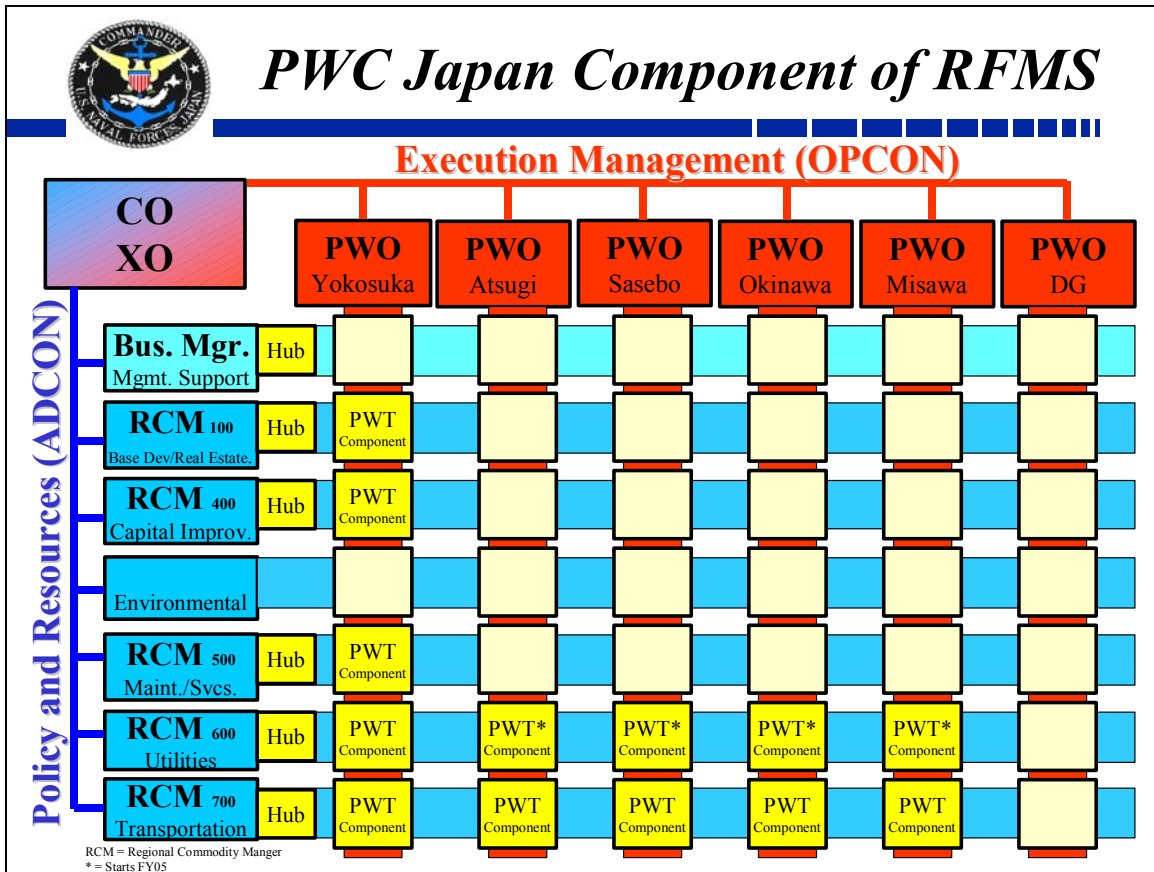 COMMANDER
U.S. NAVAL FORCES, JAPAN
PWC Japan Component of RFMS
Execution Management (OPCON)
Policy and Resources (ADCON)
CO
XO
PWO
Yokosuka
PWO
Atsugi
PWO
Sasebo
PWO
Okinawa
PWO
Misawa
PWO
DG
Bus. Mgr.
Mgmt. Support
Hub
RCM 100
Base Dev/Real Estate.
Hub
PWT
Component
RCM 400
Capital Improv.
Hub
PWT
Component
Environmental
RCM 500
Maint./Svcs.
Hub
PWT
Component
RCM 600
Utilities
Hub
PWT
Component
PWT*
Component
PWT*
Component
PWT*
Component
PWT*
Component
RCM 700
Transportation
Hub
PWT
Component
PWT
Component
PWT
Component
PWT
Component
PWT
Component
RCM = Regional Commodity Manger
* = Starts FY05